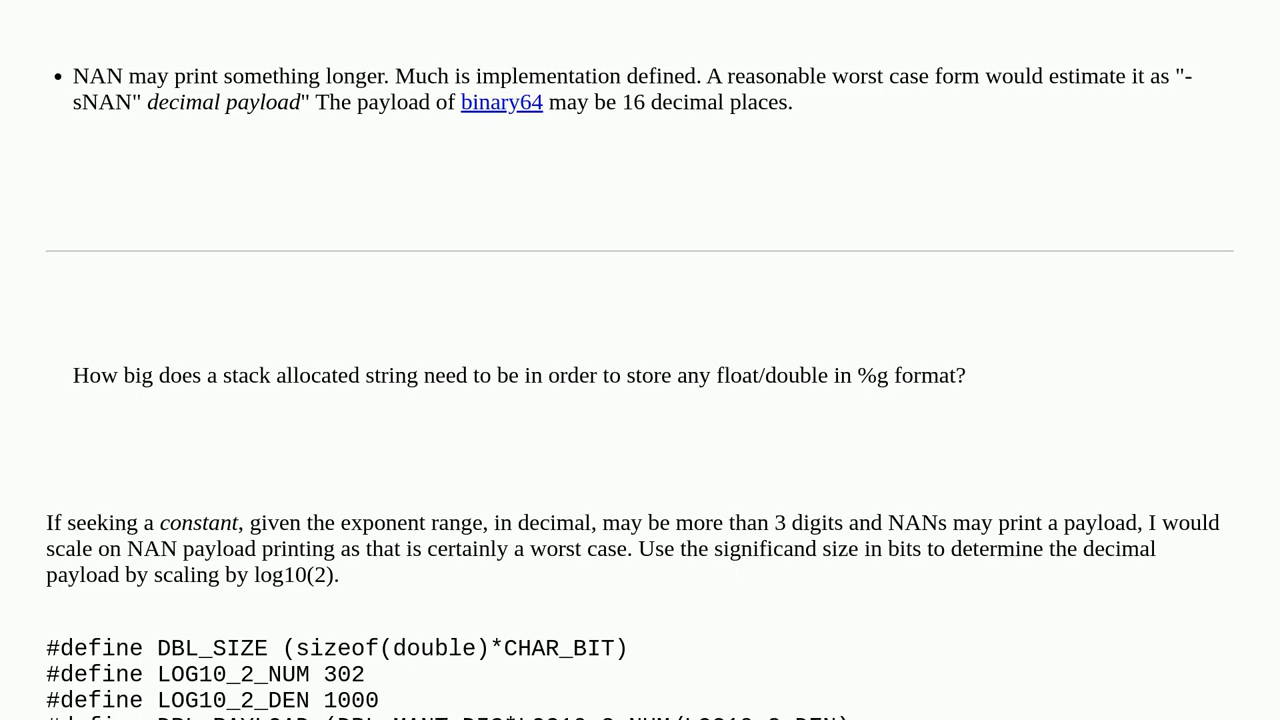 NAN may print something longer. Much is implementation defined. A reasonable worst case form would estimate it as "-
sNAN" decimal payload" The payload of binary64 may be 16 decimal places.
How big does a stack allocated string need to be in order to store any float/double in %g format?
If seeking a constant, given the exponent range, in decimal, may be more than 3 digits and NANs may print a payload, I would
scale on NAN payload printing as that is certainly a worst case. Use the significand size in bits to determine the decimal
payload by scaling by log10(2).
#define DBL_SIZE (sizeof(double)*CHAR_BIT)
#define LOG10_2_NUM 302
#define LOG10_2_DEN 1000
#define DBL_PAYLOAD (DBL_MANT_DIG*LOG10_2_NUM/LOG10_2_DEN)